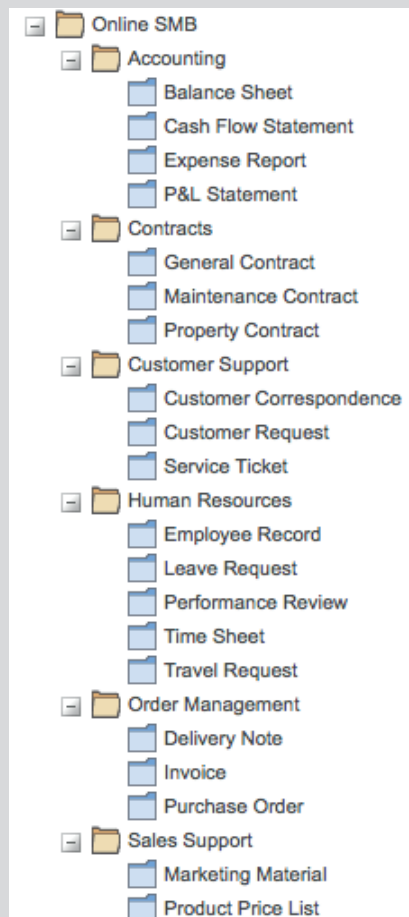 Online SMB
Accounting
Balance Sheet
Cash Flow Statement
Expense Report
P&L Statement
Contracts
General Contract
Maintenance Contract
Property Contract
Customer Support
Customer Correspondence
Customer Request
Service Ticket
Human Resources
Employee Record
Leave Request
Performance Review
Time Sheet
Travel Request
Order Management
Delivery Note
Invoice
Purchase Order
Sales Support
Marketing Material
Product Price List